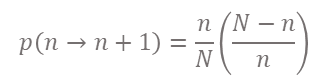 p(n → n + 1) = n/N ((N − n)/n)